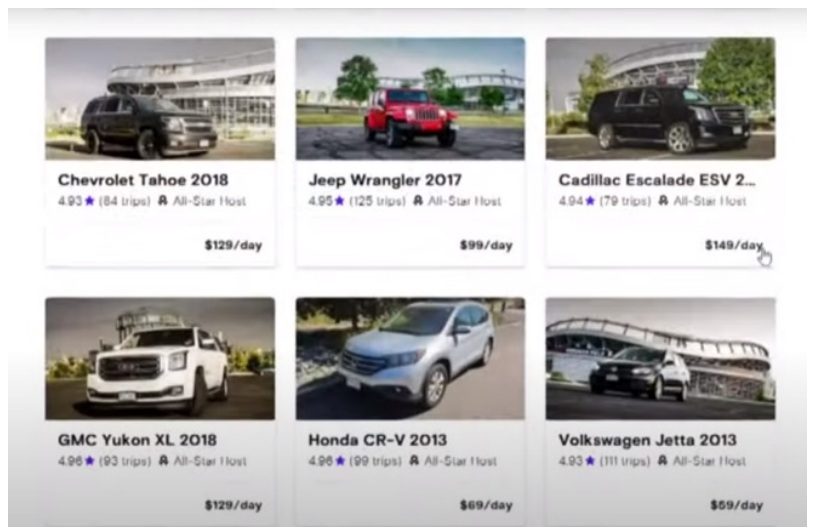 Chevrolet Tahoe 2018
4.93★ (84 trips) All-Star Host
$129/day
Jeep Wrangler 2017
4.95★ (125 trips) All-Star Host
$99/day
Cadillac Escalade ESV 2...
4.94★ (79 trips) All-Star Host
$149/day
GMC Yukon XL 2018
4.96★ (93 trips) All-Star Host
$129/day
Honda CR-V 2013
4.96★ (99 trips) All-Star Host
$69/day
Volkswagen Jetta 2013
4.93★ (111 trips) All-Star Host
$59/day